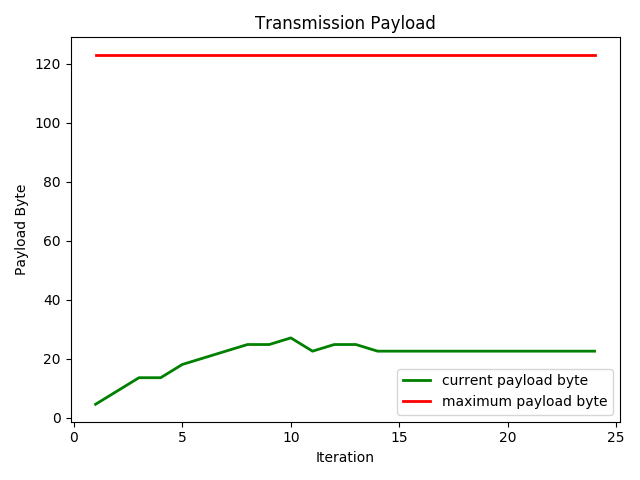 Transmission Payload
120
100
80
60
40
20
0
Payload Byte
current payload byte
maximum payload byte
0
5
10
15
20
25
Iteration